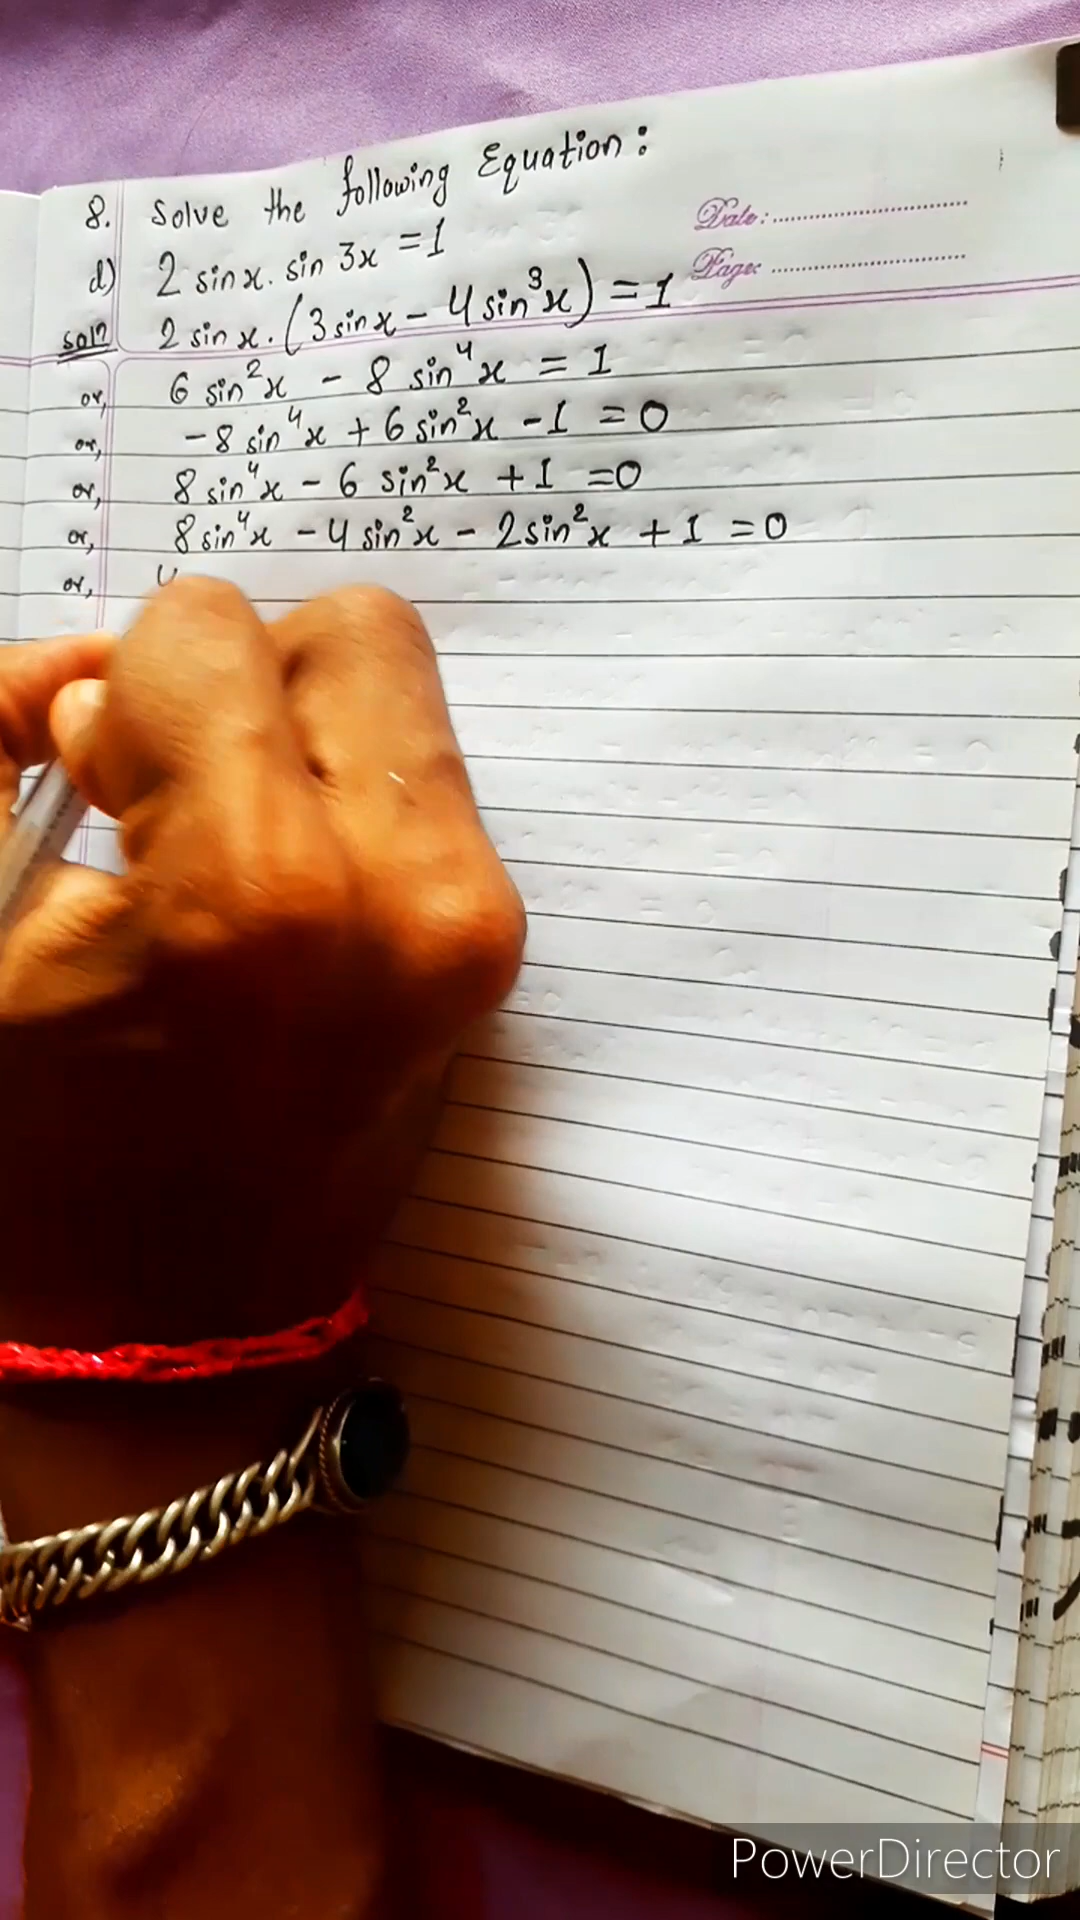 8. Solve the following Equation:
Date:
d) 2 sin x. sin 3x = 1
Page:
soln 2 sin x. (3 sin x - 4 sin³x) = 1
or, 6 sin²x - 8 sin⁴x = 1
or, -8 sin⁴x + 6 sin²x - 1 = 0
or, 8 sin⁴x - 6 sin²x + 1 = 0
or, 8 sin⁴x - 4 sin²x - 2 sin²x + 1 = 0
or,
PowerDirector